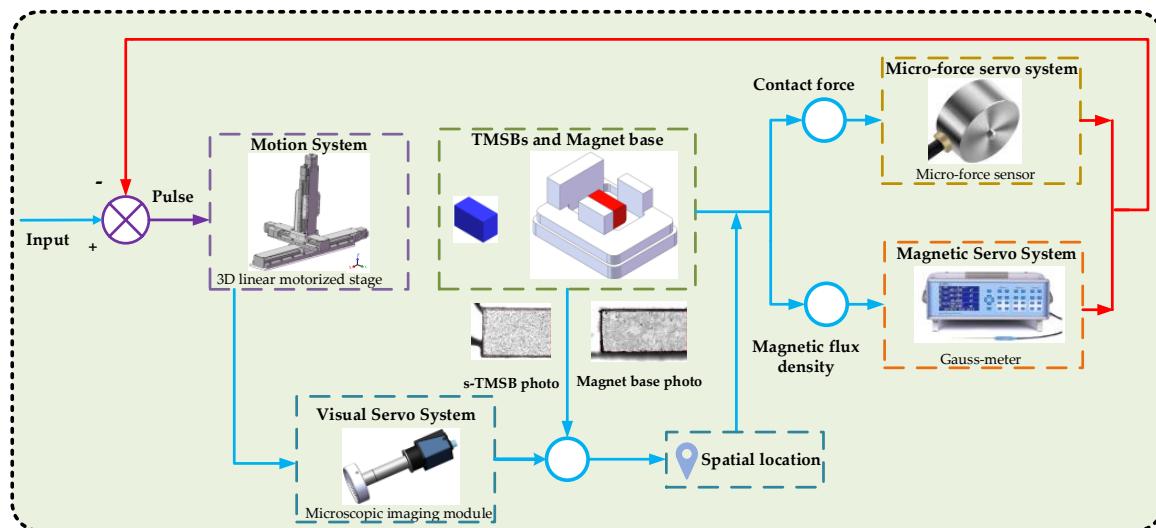 Input
-
+
Pulse
Motion System
3D linear motorized stage
TMSBs and Magnet base
Contact force
Micro-force servo system
Micro-force sensor
Magnetic flux
density
Magnetic Servo System
Gauss-meter
s-TMSB photo
Magnet base photo
Visual Servo System
Microscopic imaging module
Spatial location